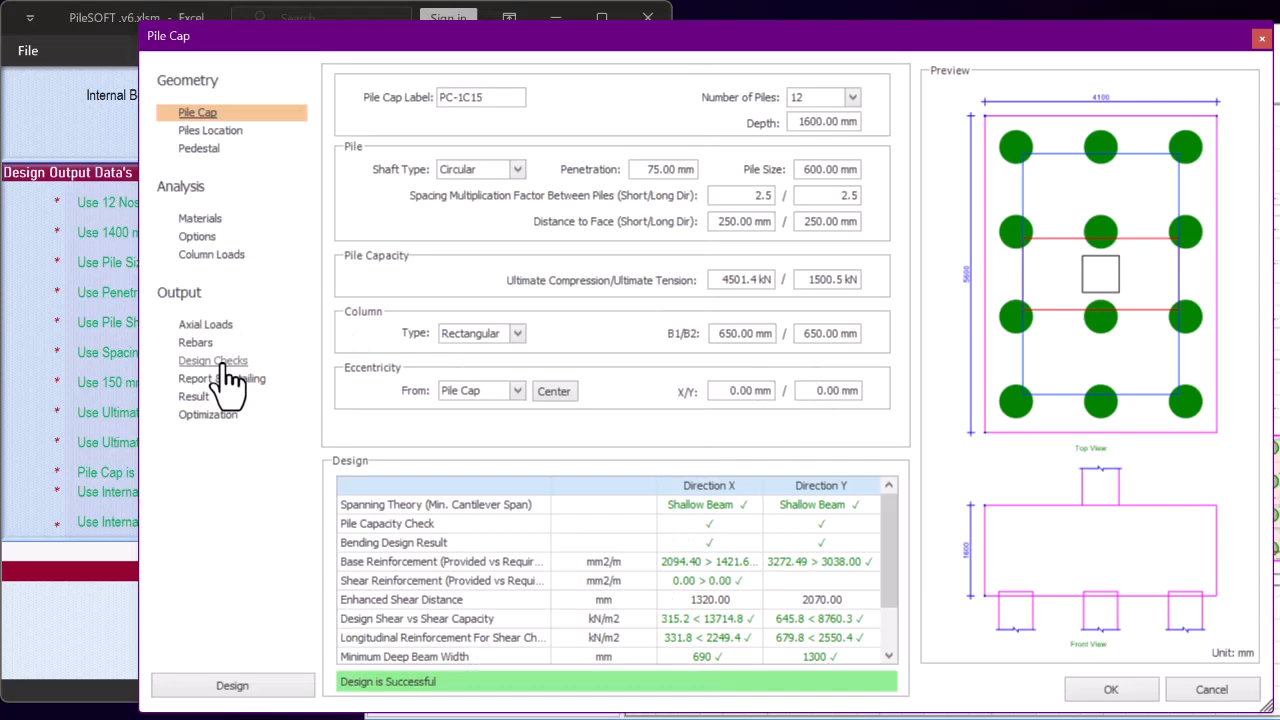 PileSOFT v6.
Sign in
File
Internal B
Design Output Data's
* Use 12 Nos
* Use 1400 m
* Use Pile Siz
* Use Penetr
* Use Pile Sh
* Use Spacin
* Use 150 m
* Use Ultimat
* Use Ultimat
* Pile Cap is
* Use Interna
* Use Interna
Pile Cap
Geometry
Pile Cap
Piles Location
Pedestal
Analysis
Materials
Options
Column Loads
Output
Axial Loads
Rebars
Design Checks
Report
Result
Optimization
Design
Pile Cap Label: PC-1C15
Number of Piles: 12
Depth: 1600.00 mm
Pile
Shaft Type: Circular Penetration: 75.00 mm Pile Size: 600.00 mm
Spacing Multiplication Factor Between Piles (Short/Long Dir): 2.5 / 2.5
Distance to Face (Short/Long Dir): 250.00 mm / 250.00 mm
Pile Capacity
Ultimate Compression/Ultimate Tension: 4501.4 kN / 1500.5 kN
Column
Type: Rectangular B1/B2: 650.00 mm / 650.00 mm
Eccentricity
From: Pile Cap Center X/Y: 0.00 mm / 0.00 mm
Design
Direction X Direction Y
Spanning Theory (Min. Cantilever Span) Shallow Beam ✓ Shallow Beam ✓
Pile Capacity Check ✓ ✓
Bending Design Result ✓ ✓
Base Reinforcement (Provided vs Requir... mm2/m 2094.40 > 1421.6... 3272.49 > 3038.00 ✓
Shear Reinforcement (Provided vs Requi... mm2/m 0.00 > 0.00 ✓
Enhanced Shear Distance mm 1320.00 2070.00
Design Shear vs Shear Capacity kN/m2 315.2 < 13714.8 ✓ 645.8 < 8760.3 ✓
Longitudinal Reinforcement For Shear Ch... kN/m2 331.8 < 2249.4 ✓ 679.8 < 2550.4 ✓
Minimum Deep Beam Width mm 690 ✓ 1300 ✓
Design is Successful
Preview
4100
5600
Top View
1600
Front View
Unit: mm
OK
Cancel